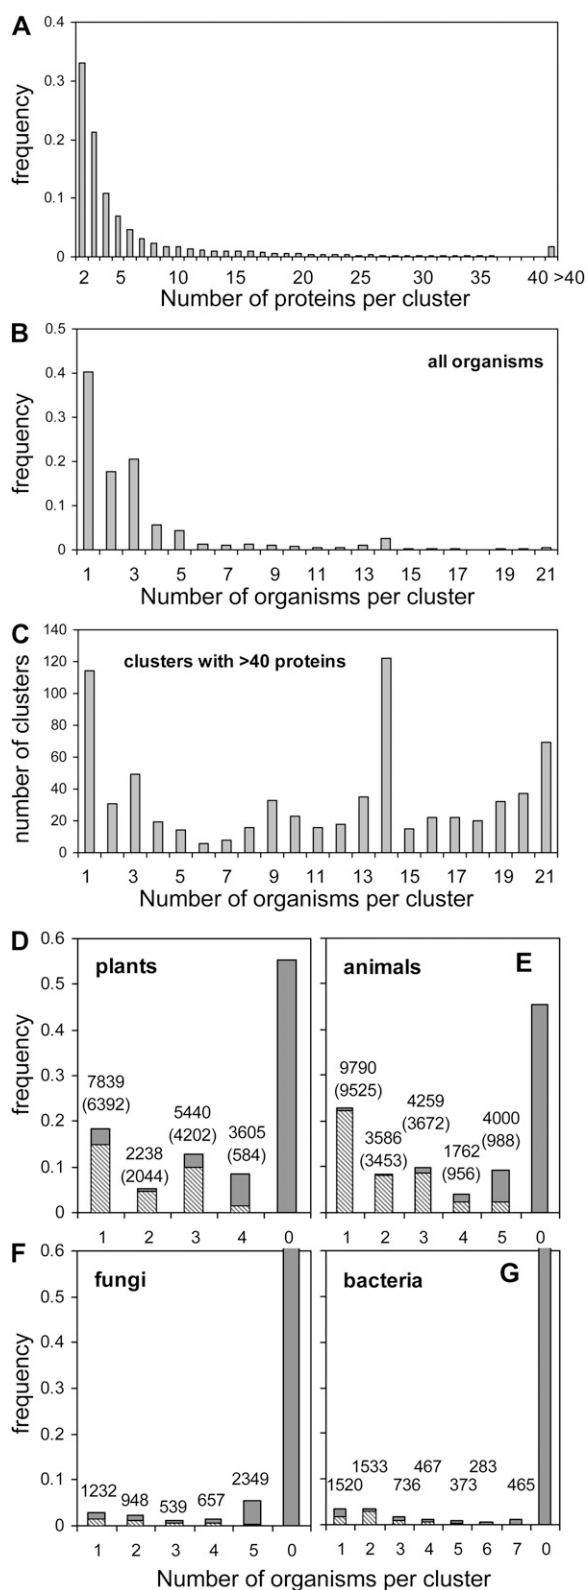 A
0.4
0.3
0.2
0.1
0
frequency
2 5 10 15 20 25 30 35 40 >40
Number of proteins per cluster
B
0.5
0.4
0.3
0.2
0.1
0
frequency
all organisms
1 3 5 7 9 11 13 15 17 19 21
Number of organisms per cluster
C
140
120
100
80
60
40
20
0
number of clusters
clusters with >40 proteins
1 3 5 7 9 11 13 15 17 19 21
Number of organisms per cluster
D
plants
0.6
0.5
0.4
0.3
0.2
0.1
0
frequency
7839
(6392)
2238
(2044)
5440
(4202)
3605
(584)
1 2 3 4 0
animals
E
9790
(9525)
3586
(3453)
4259
(3672)
1762
(956)
4000
(988)
1 2 3 4 5 0
F
fungi
0.6
0.5
0.4
0.3
0.2
0.1
0
frequency
1232
948
539
657
2349
1 2 3 4 5 0
bacteria
G
1520
1533
736
467
373
283
465
1 2 3 4 5 6 7 0
Number of organisms per cluster